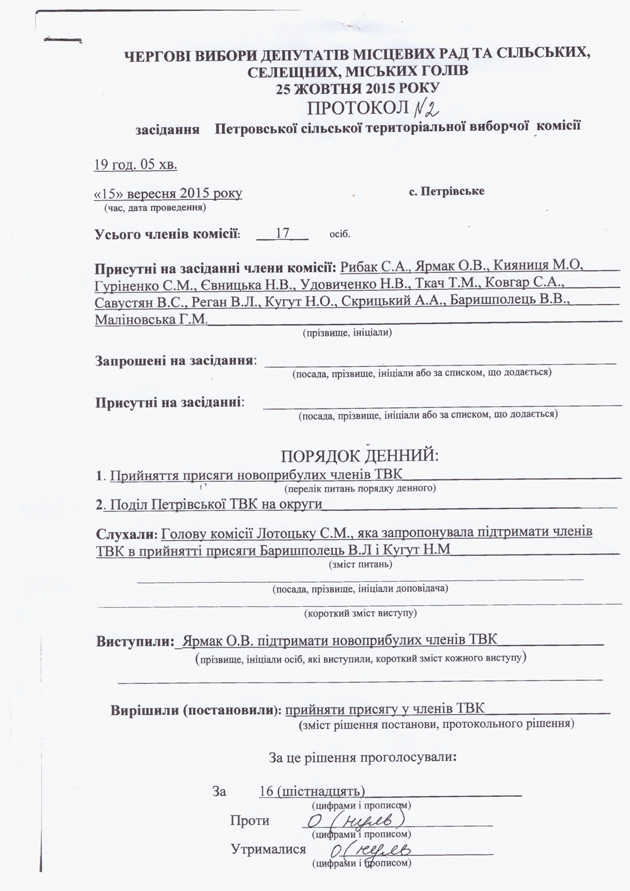 ЧЕРГОВІ ВИБОРИ ДЕПУТАТІВ МІСЦЕВИХ РАД ТА СІЛЬСЬКИХ,
СЕЛЕЩНИХ, МІСЬКИХ ГОЛІВ
25 ЖОВТНЯ 2015 РОКУ
ПРОТОКОЛ №2
засідання Петровської сільської територіальної виборчої комісії
19 год. 05 хв.
«15» вересня 2015 року с. Петрівське
(час, дата проведення)
Усього членів комісії: 17 осіб.
Присутні на засіданні члени комісії: Рибак С.А., Ярмак О.В., Кияниця М.О,
Гуріненко С.М., Євницька Н.В., Удовиченко Н.В., Ткач Т.М., Ковгар С.А.,
Савустян В.С., Реган В.Л., Кугут Н.О., Скрицький А.А., Баришполець В.В.,
Маліновська Г.М.
(прізвище, ініціали)
Запрошені на засідання:
(посада, прізвище, ініціали або за списком, що додається)
Присутні на засіданні:
(посада, прізвище, ініціали або за списком, що додається)
ПОРЯДОК ДЕННИЙ:
1. Прийняття присяги новоприбулих членів ТВК
(перелік питань порядку денного)
2. Поділ Петрівської ТВК на округи
Слухали: Голову комісії Лотоцьку С.М., яка запропонувала підтримати членів
ТВК в прийнятті присяги Баришполець В.Л і Кугут Н.М
(зміст питань)
(посада, прізвище, ініціали доповідача)
(короткий зміст виступу)
Виступили: Ярмак О.В. підтримати новоприбулих членів ТВК
(прізвище, ініціали осіб, які виступили, короткий зміст кожного виступу)
Вирішили (постановили): прийняти присягу у членів ТВК
(зміст рішення постанови, протокольного рішення)
За це рішення проголосували:
За 16 (шістнадцять)
(цифрами і прописом)
Проти 0 (нуль)
(цифрами і прописом)
Утрималися 0 (нуль
(цифрами і прописом)